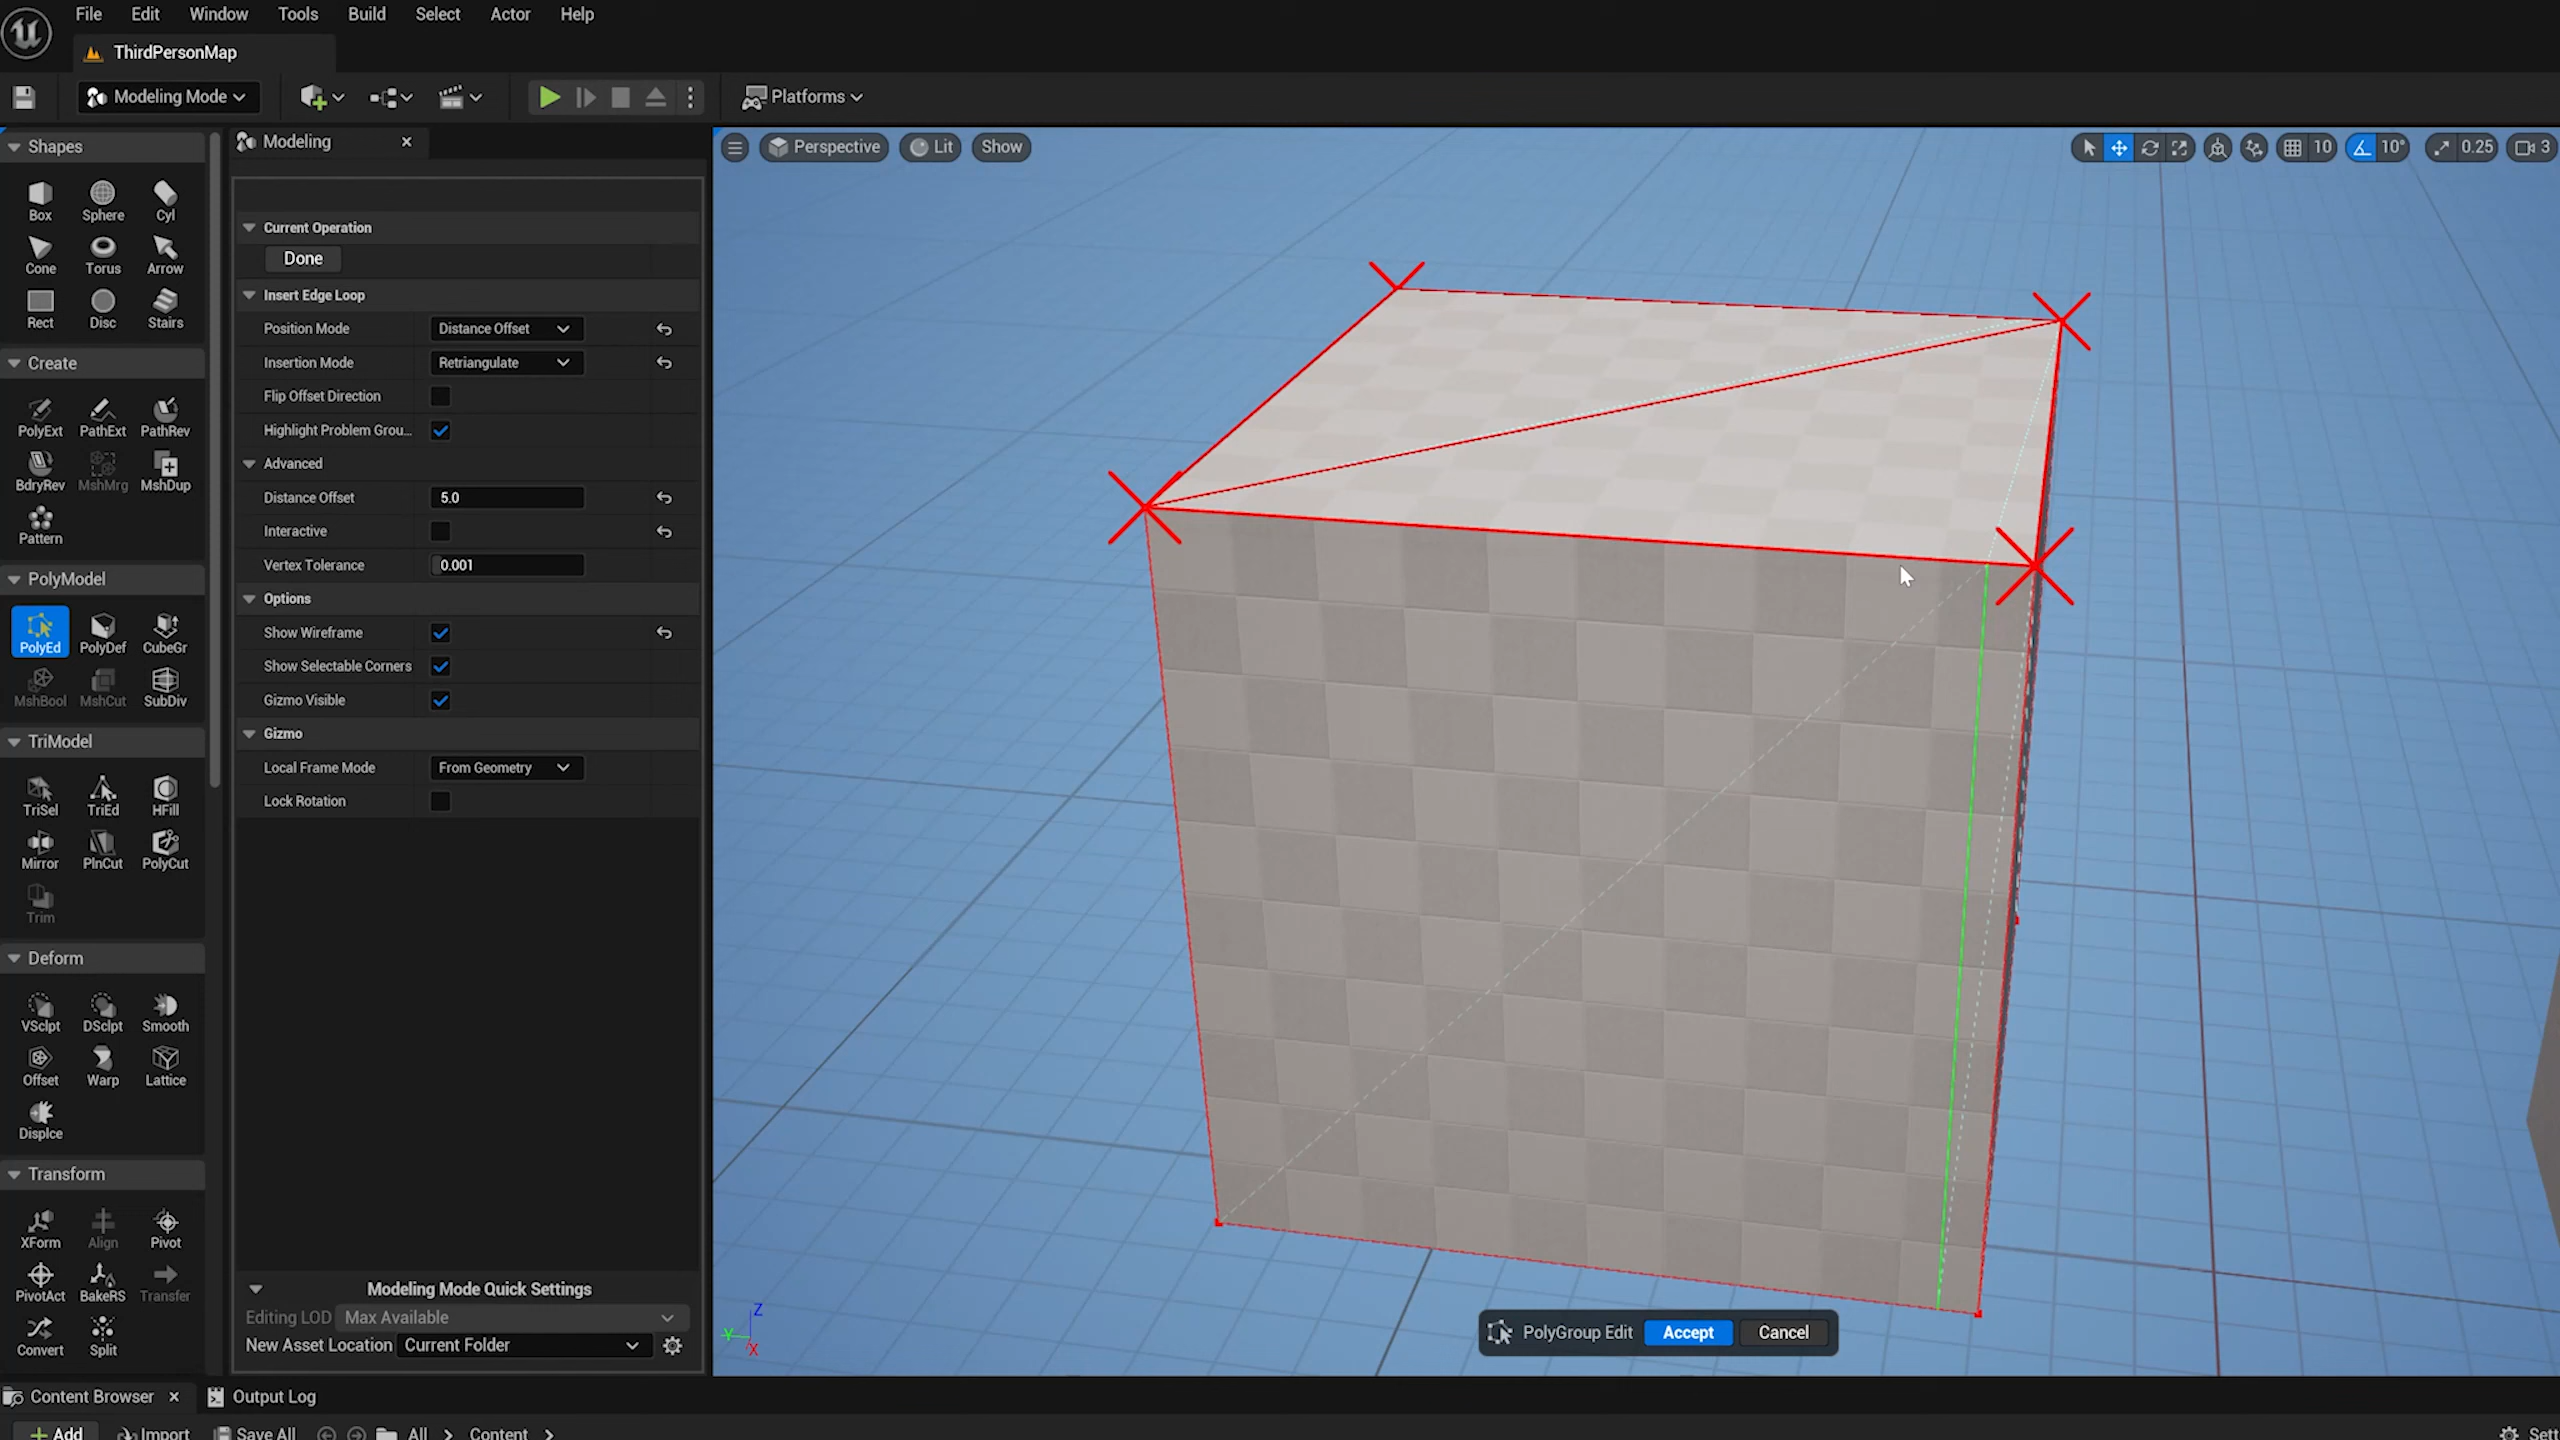 File Edit Window Tools Build Select Actor Help
ThirdPersonMap
Modeling Mode Platforms
Shapes
Box Sphere Cyl
Cone Torus Arrow
Rect Disc Stairs
Create
PolyExt PathExt PathRev
BdryRev MshMrg MshDup
Pattern
PolyModel
PolyEd PolyDef CubeGr
MshBool MshCut SubDiv
TriModel
TriSel TriEd HFill
Mirror PlnCut PolyCut
Trim
Deform
VSclpt DSclpt Smooth
Offset Warp Lattice
Displce
Transform
XForm Align Pivot
PivotAct BakeRS Transfer
Convert Split
Modeling
Current Operation
Done
Insert Edge Loop
Position Mode Distance Offset
Insertion Mode Retriangulate
Flip Offset Direction
Highlight Problem Grou...
Advanced
Distance Offset 5.0
Interactive
Vertex Tolerance 0.001
Options
Show Wireframe
Show Selectable Corners
Gizmo Visible
Gizmo
Local Frame Mode From Geometry
Lock Rotation
Modeling Mode Quick Settings
Editing LOD Max Available
New Asset Location Current Folder
Perspective Lit Show
10 10° 0.25 3
Z
Y
X
PolyGroup Edit Accept Cancel
Content Browser Output Log
Add Import Save All All Content Sett